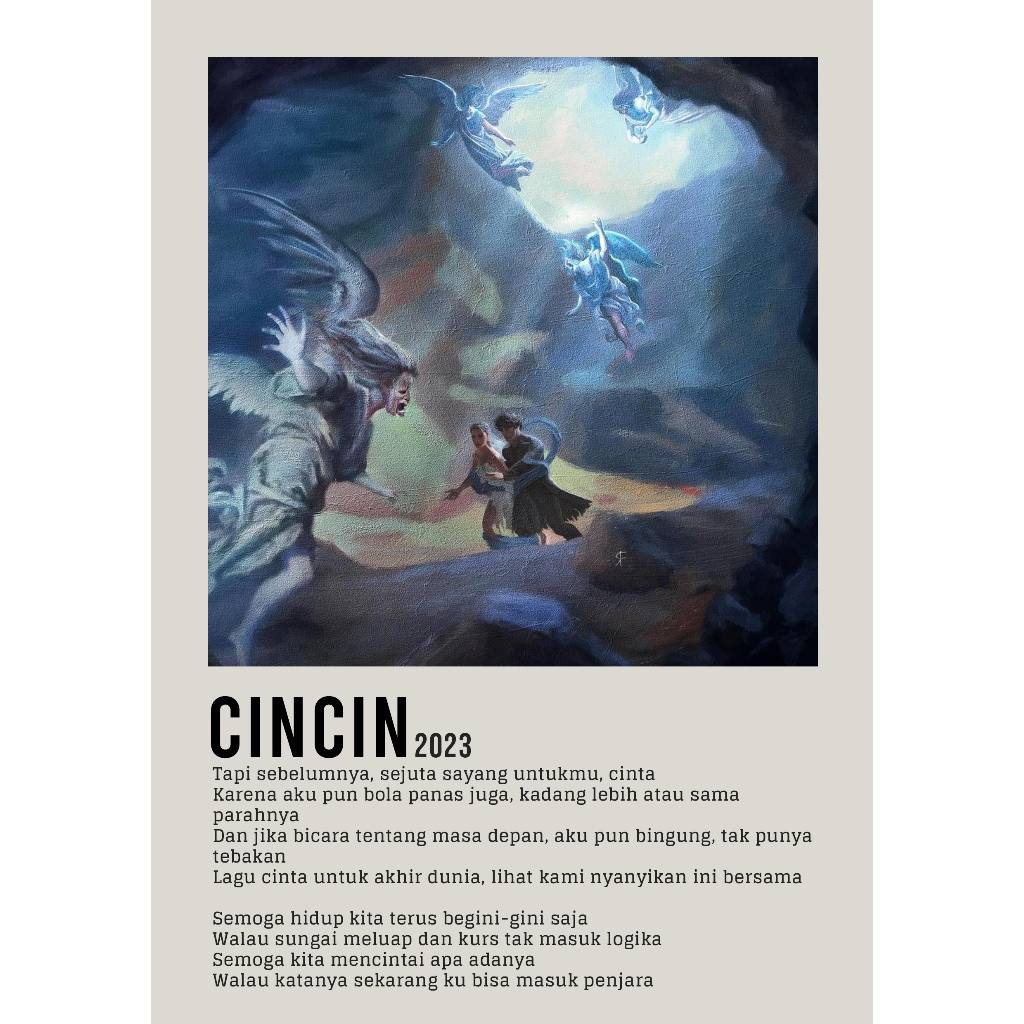 CINCIN 2023
Tapi sebelumnya, sejuta sayang untukmu, cinta
Karena aku pun bola panas juga, kadang lebih atau sama
parahnya
Dan jika bicara tentang masa depan, aku pun bingung, tak punya
tebakan
Lagu cinta untuk akhir dunia, lihat kami nyanyikan ini bersama
Semoga hidup kita terus begini-gini saja
Walau sungai meluap dan kurs tak masuk logika
Semoga kita mencintai apa adanya
Walau katanya sekarang ku bisa masuk penjara